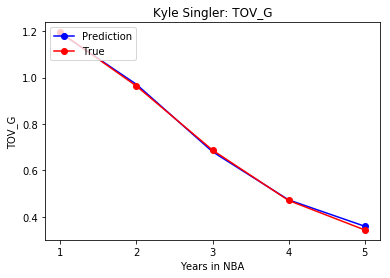 Kyle Singler: TOV_G
Prediction
True
1.2
1.0
0.8
0.6
0.4
TOV_G
1 2 3 4 5
Years in NBA